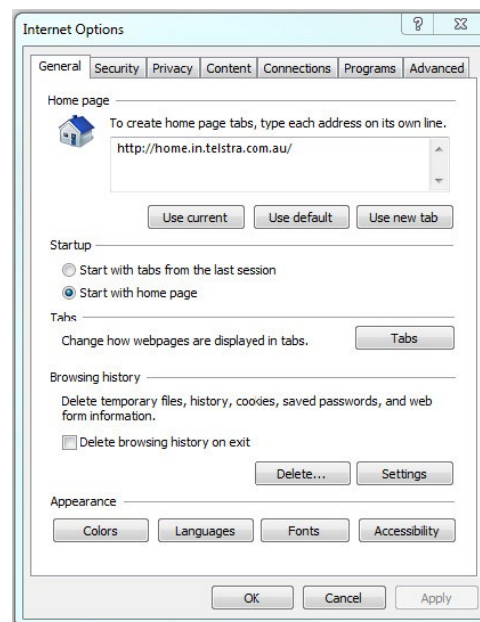 Internet Options
General Security Privacy Content Connections Programs Advanced
Home page
To create home page tabs, type each address on its own line.
http://home.in.telstra.com.au/
Use current Use default Use new tab
Startup
Start with tabs from the last session
Start with home page
Tabs
Change how webpages are displayed in tabs. Tabs
Browsing history
Delete temporary files, history, cookies, saved passwords, and web
form information.
Delete browsing history on exit
Delete... Settings
Appearance
Colors Languages Fonts Accessibility
OK Cancel Apply